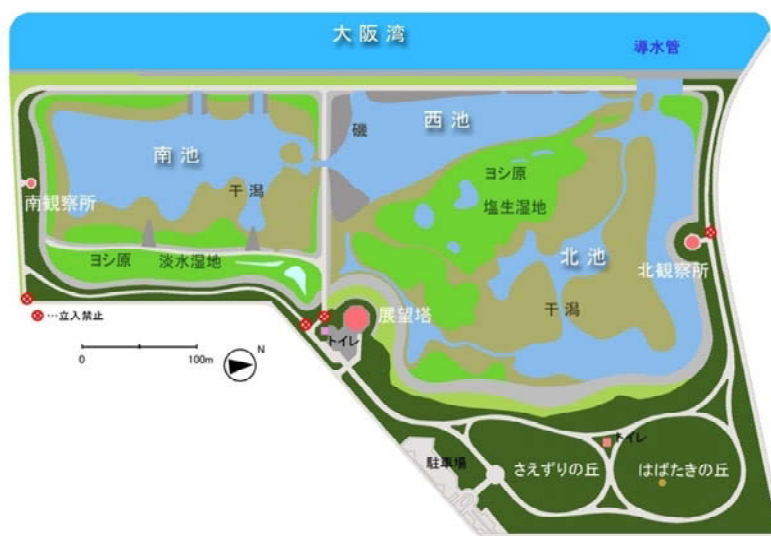 大阪湾
導水管
西池
磯
南池
ヨシ原
干潟
塩生湿地
南観察所
北池
北観察所
ヨシ原 淡水湿地
干潟
…立入禁止
展望塔
トイレ
0 100m
N
トイレ
駐車場
さえずりの丘
はばたきの丘